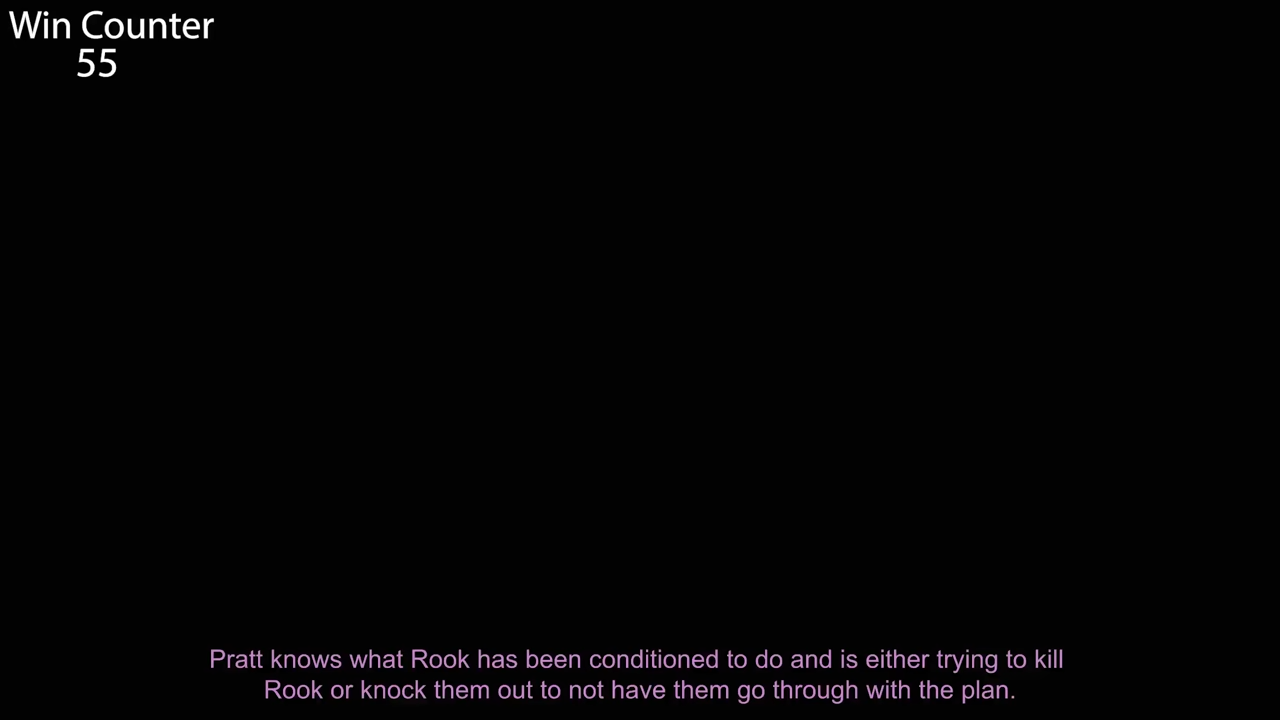 Win Counter
55
Pratt knows what Rook has been conditioned to do and is either trying to kill
Rook or knock them out to not have them go through with the plan.